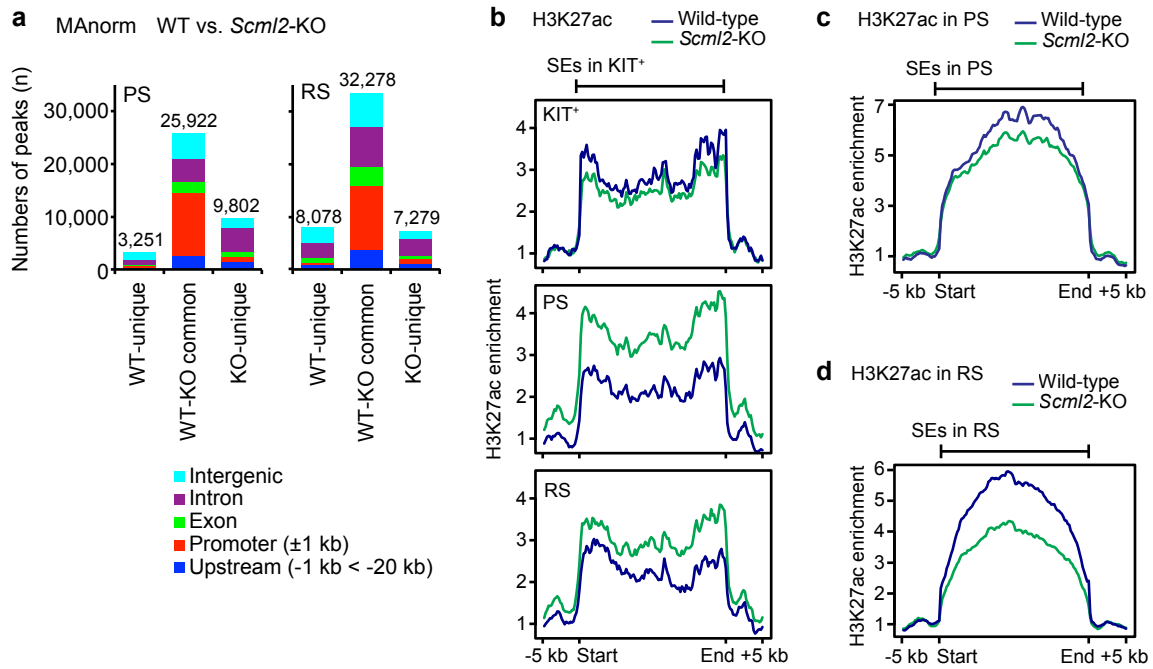 a
MAnorm WT vs. Scml2-KO
Numbers of peaks (n)
30,000
20,000
10,000
0
PS
3,251
25,922
9,802
RS
8,078
32,278
7,279
WT-unique
WT-KO common
KO-unique
WT-unique
WT-KO common
KO-unique
Intergenic
Intron
Exon
Promoter (±1 kb)
Upstream (-1 kb < -20 kb)
b
H3K27ac
Wild-type
Scml2-KO
SEs in KIT+
H3K27ac enrichment
KIT+
4
3
2
1
PS
4
3
2
1
RS
4
3
2
1
-5 kb Start End +5 kb
c
H3K27ac in PS
Wild-type
Scml2-KO
SEs in PS
H3K27ac enrichment
7
5
3
1
-5 kb Start End +5 kb
d
H3K27ac in RS
Wild-type
Scml2-KO
SEs in RS
H3K27ac enrichment
6
5
4
3
2
1
-5 kb Start End +5 kb